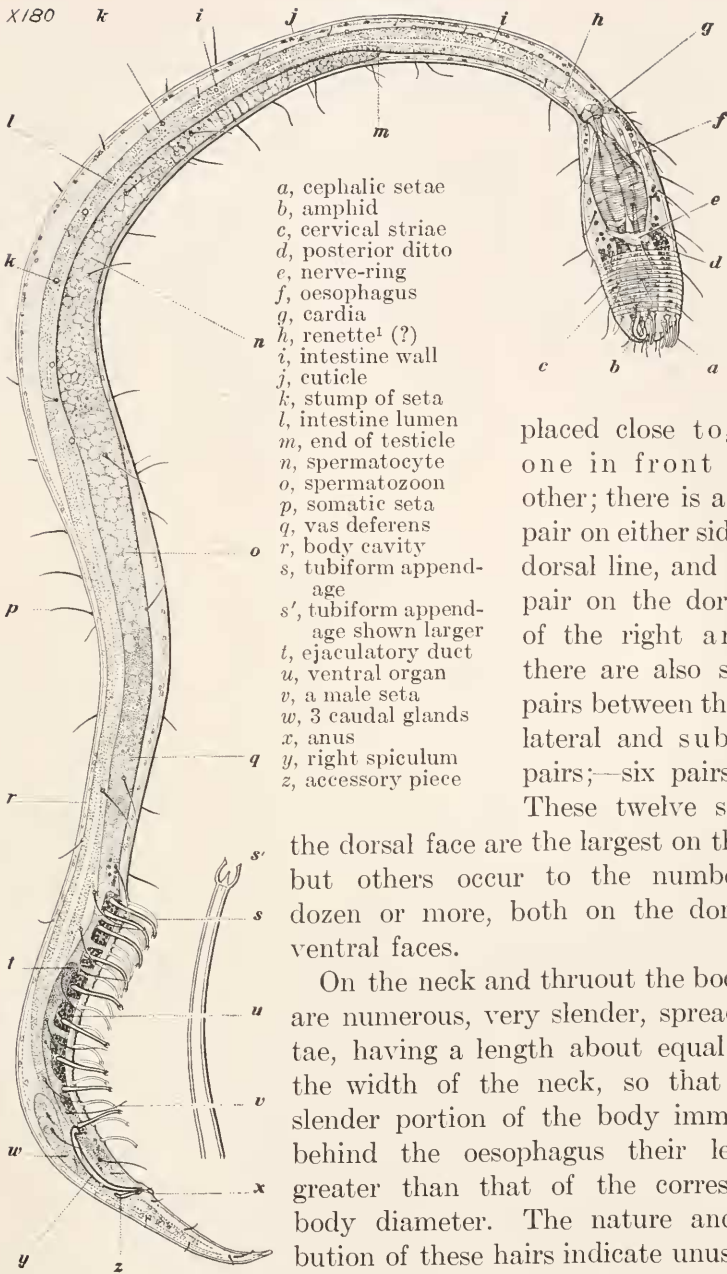 X180 k i j i h g
l
m
f
e
k
d
n
c b a
a, cephalic setae
b, amphid
c, cervical striae
d, posterior ditto
e, nerve-ring
f, oesophagus
g, cardia
h, renette¹ (?)
i, intestine wall
j, cuticle
k, stump of seta
l, intestine lumen
m, end of testicle
n, spermatocyte
o, spermatozoon
p, somatic seta
q, vas deferens
r, body cavity
s, tubiform append-
age
s', tubiform append-
age shown larger
t, ejaculatory duct
u, ventral organ
v, a male seta
w, 3 caudal glands
x, anus
y, right spiculum
z, accessory piece
o
p
q
r
s'
s
t
u
v
w
x
y z
placed close to,
one in front
other; there is a
pair on either sid
dorsal line, and
pair on the dor
of the right ar
there are also s
pairs between th
lateral and sub
pairs;—six pairs
These twelve s
the dorsal face are the largest on th
but others occur to the numbe
dozen or more, both on the dor
ventral faces.
On the neck and thruout the bod
are numerous, very slender, sprea
tae, having a length about equal
the width of the neck, so that
slender portion of the body imm
behind the oesophagus their le
greater than that of the corres
body diameter. The nature and
bution of these hairs indicate unus